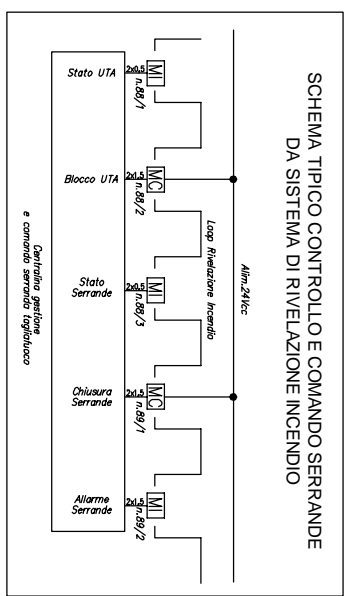 SCHEMA TIPICO CONTROLLO E COMANDO SERRANDE
DA SISTEMA DI RIVELAZIONE INCENDIO
Alim.24Vcc
Loop Rivelazione Incendio
MI
2x0.5
n.88/1
Stato UTA
MC
2x1.5
n.88/2
Blocco UTA
MI
2x0.5
n.88/3
Stato
Serrande
MC
2x1.5
n.89/1
Chiusura
Serrande
MI
2x1.5
n.89/2
Allarme
Serrande
Centralina gestione
e comando serranda tagliafuoco